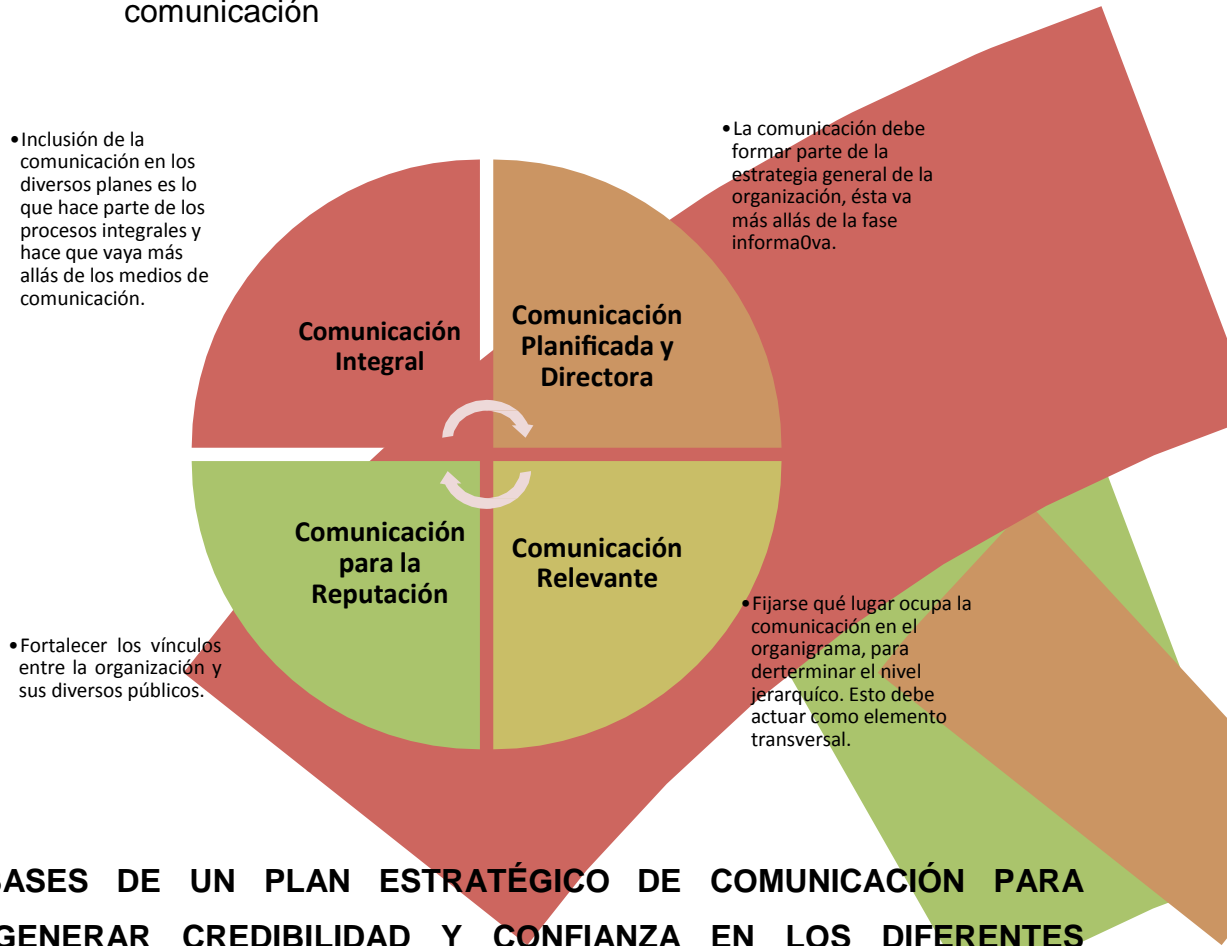 comunicación
•Inclusión de la
comunicación en los
diversos planes es lo
que hace parte de los
procesos integrales y
hace que vaya más
allás de los medios de
comunicación.
•La comunicación debe
formar parte de la
estrategia general de la
organización, ésta va
más allás de la fase
informa0va.
Comunicación
Integral
Comunicación
Planificada y
Directora
Comunicación
para la
Reputación
Comunicación
Relevante
•Fortalecer los vínculos
entre la organización y
sus diversos públicos.
•Fijarse qué lugar ocupa la
comunicación en el
organigrama, para
derterminar el nivel
jerarquíco. Esto debe
actuar como elemento
transversal.
BASES DE UN PLAN ESTRATÉGICO DE COMUNICACIÓN PARA
GENERAR CREDIBILIDAD Y CONFIANZA EN LOS DIFERENTES